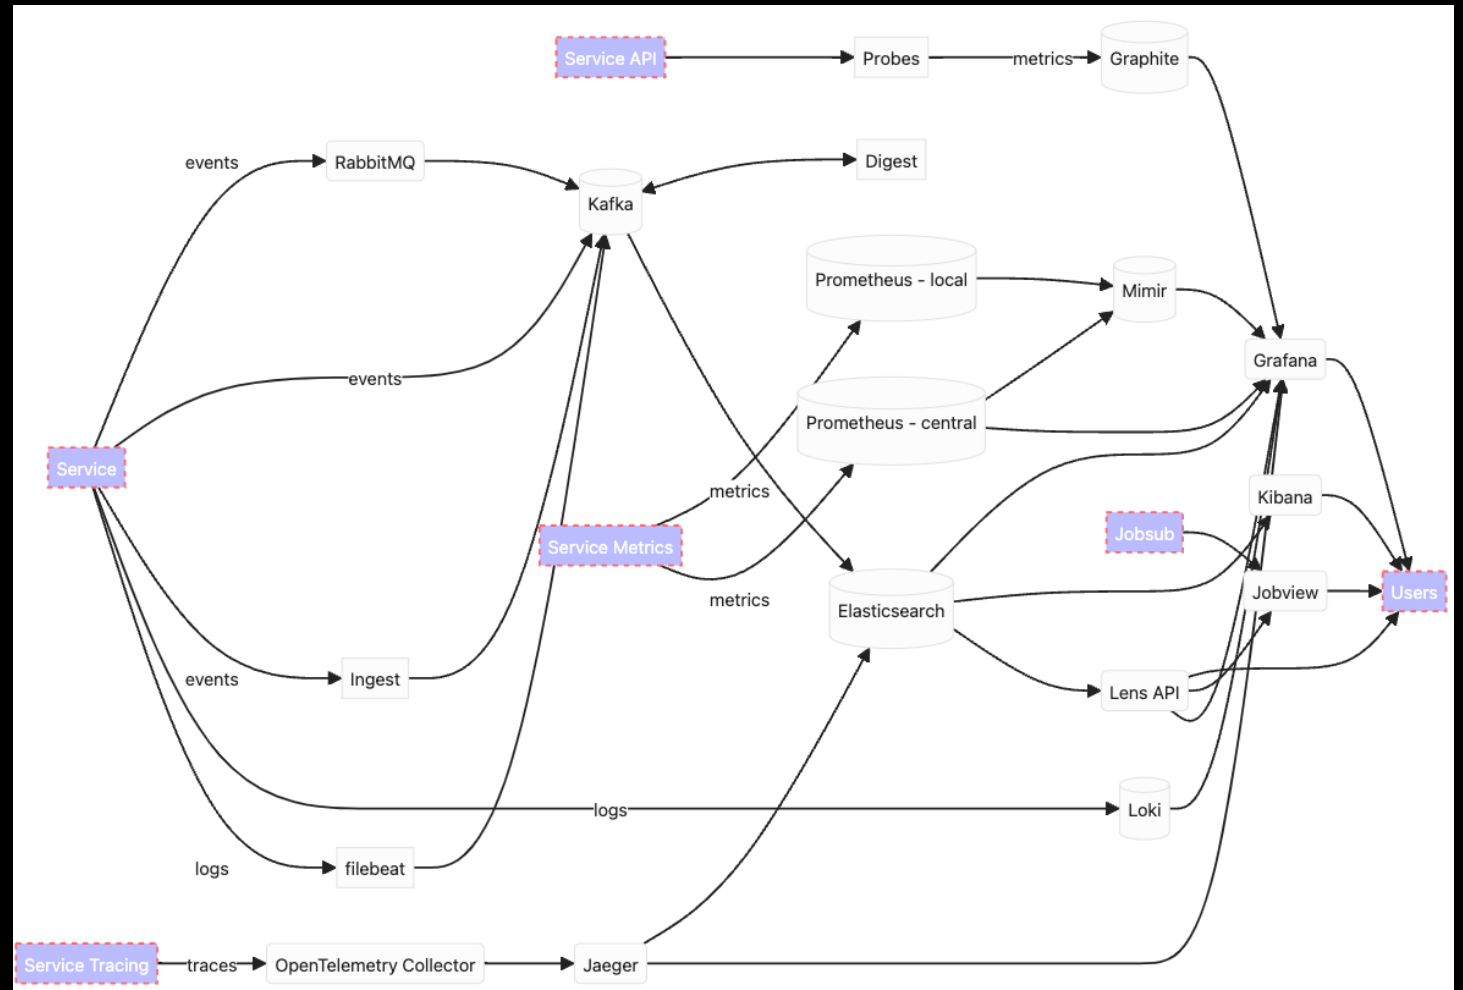 Service API
Probes
metrics
Graphite
events
RabbitMQ
Digest
Kafka
Prometheus - local
Mimir
Grafana
events
Prometheus - central
Service
metrics
Kibana
Service Metrics
Jobsub
metrics
Elasticsearch
Jobview
Users
events
Ingest
Lens API
logs
Loki
logs
filebeat
Service Tracing
traces
OpenTelemetry Collector
Jaeger